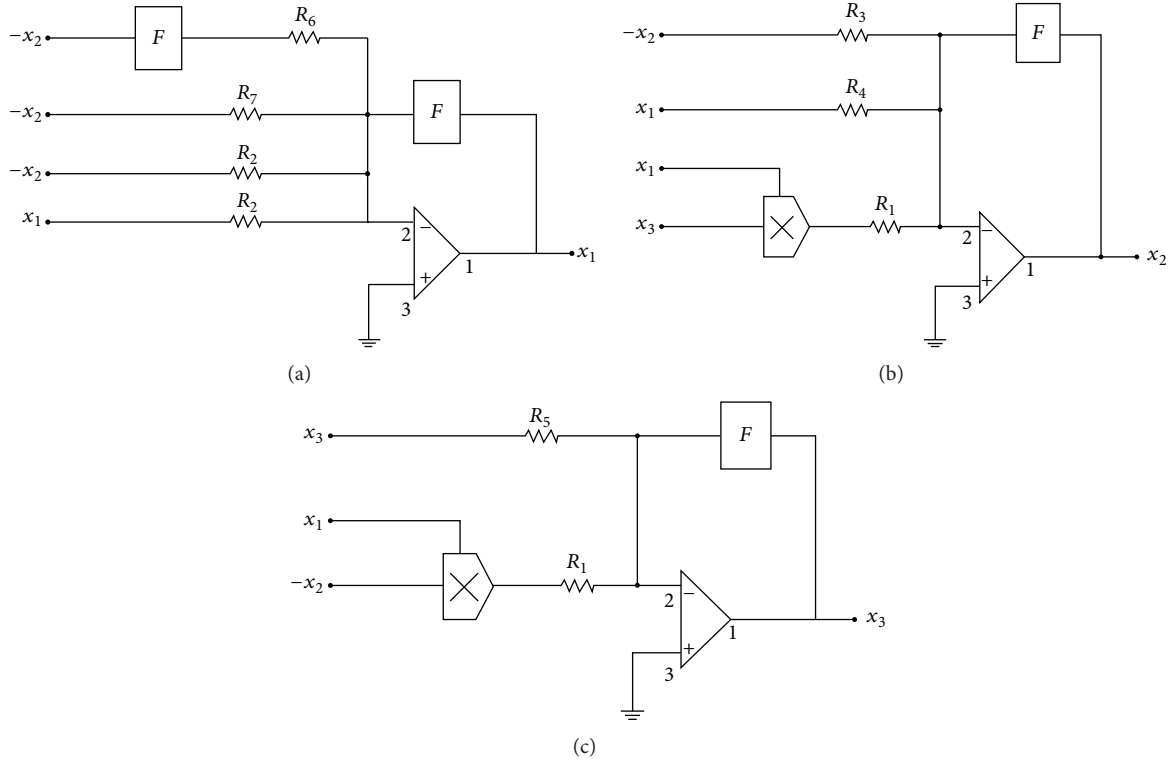 −x₂
F
R₆
−x₂
R₇
F
−x₂
R₂
x₁
R₂
2
−
+
3
1
x₁
(a)
−x₂
R₃
F
x₁
R₄
x₁
x₃
R₁
2
−
+
3
1
x₂
(b)
x₃
R₅
F
x₁
−x₂
R₁
2
−
+
3
1
x₃
(c)